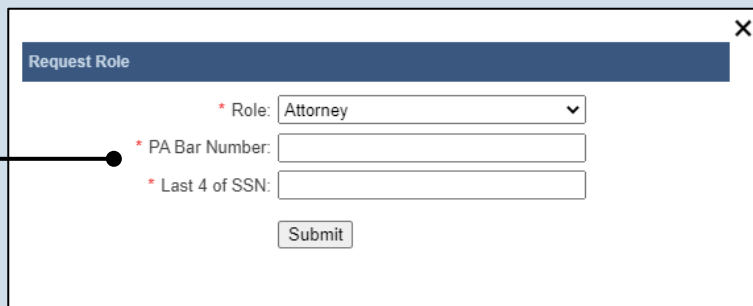 Request Role
* Role: Attorney
* PA Bar Number:
* Last 4 of SSN:
Submit